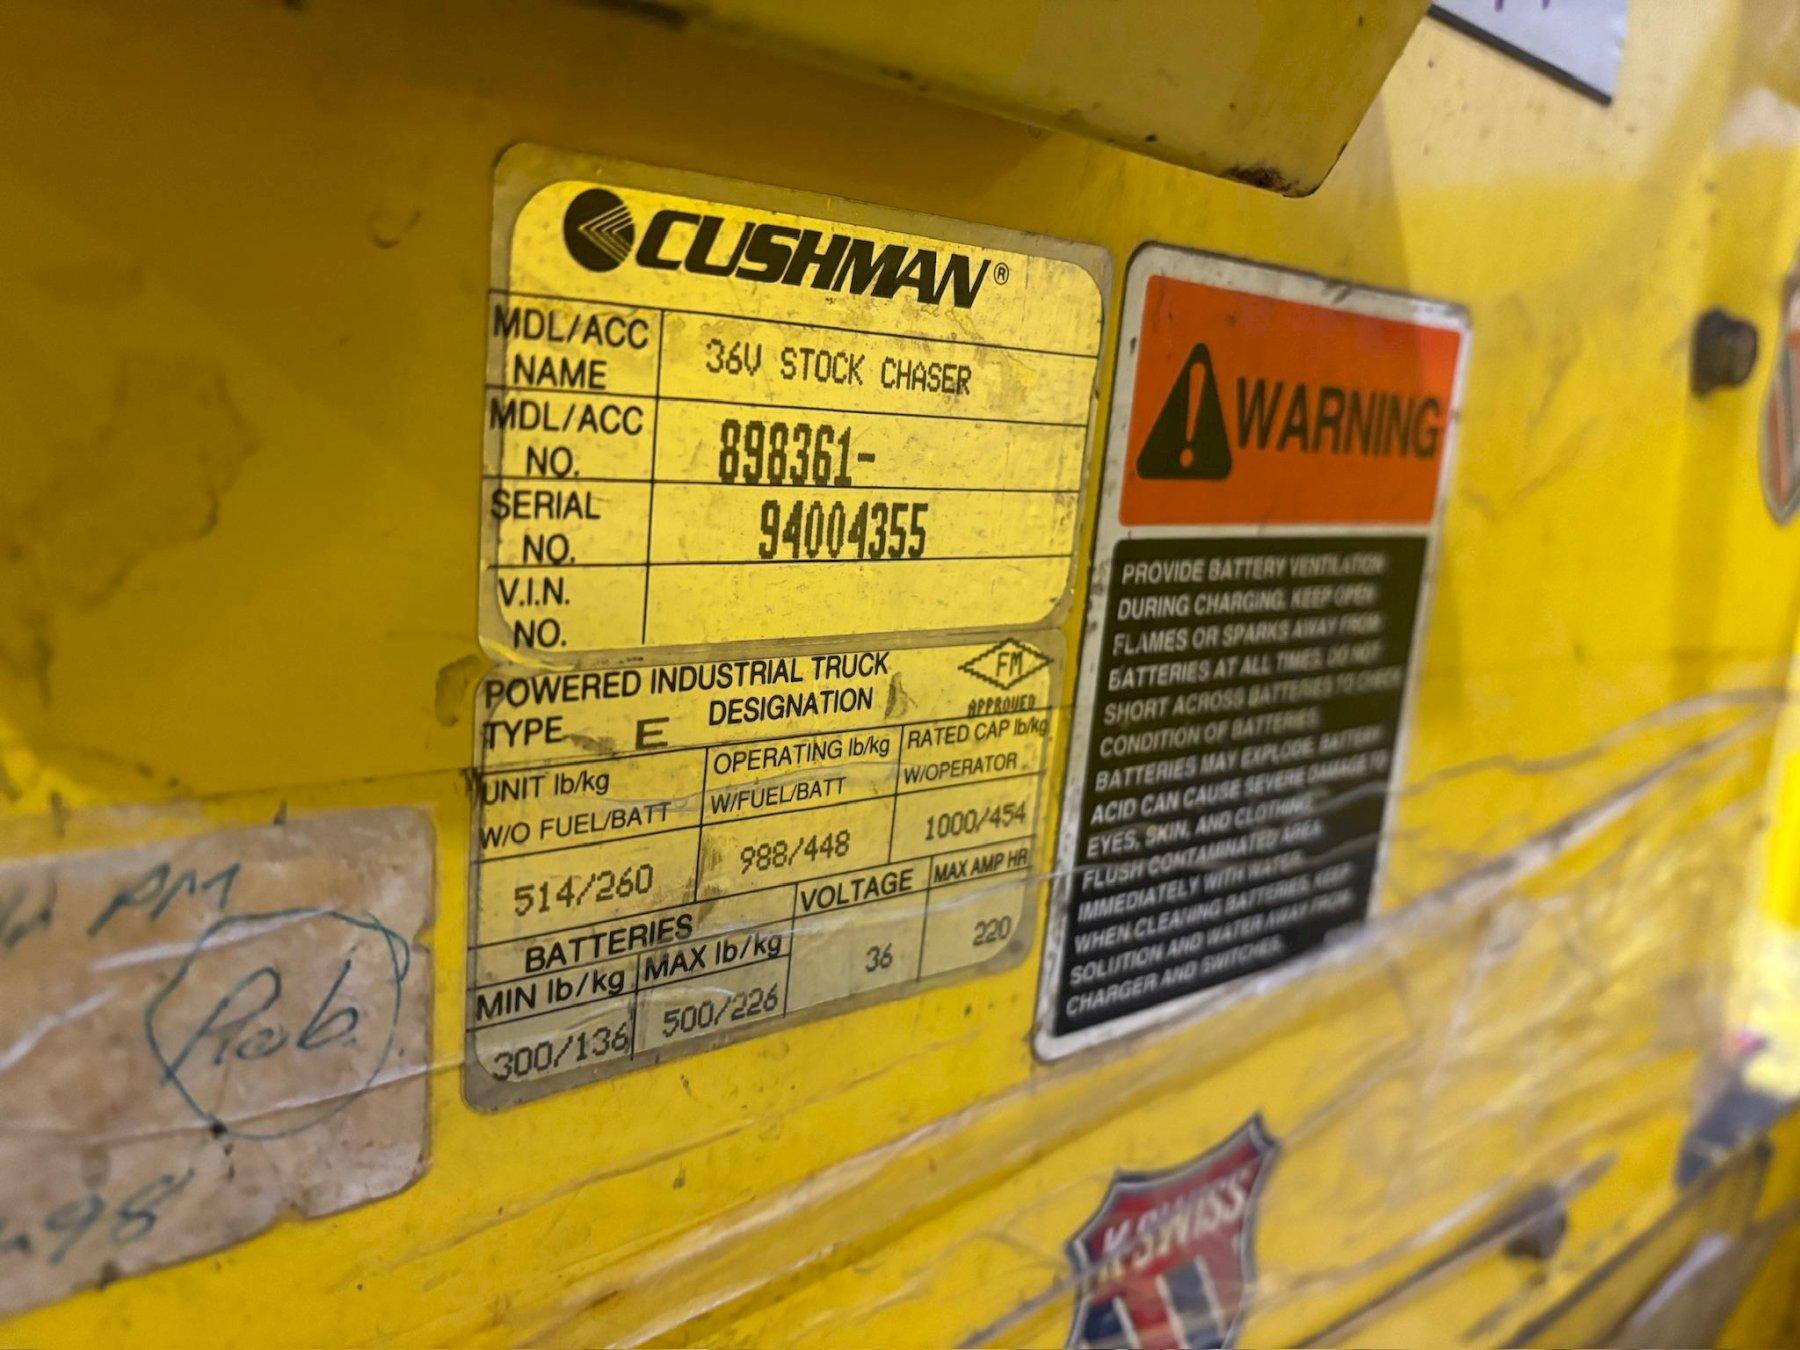 CUSHMAN®
MDL/ACC NAME 36V STOCK CHASER
MDL/ACC NO. 898361-
SERIAL NO. 94004355
V.I.N. NO.
POWERED INDUSTRIAL TRUCK
TYPE E DESIGNATION
FM
APPROVED
UNIT lb/kg
W/O FUEL/BATT
514/260
OPERATING lb/kg
W/FUEL/BATT
988/448
RATED CAP lb/kg
W/OPERATOR
1000/454
BATTERIES
MIN lb/kg
300/136
MAX lb/kg
500/226
VOLTAGE
36
MAX AMP HR
220
WARNING
PROVIDE BATTERY VENTILATION
DURING CHARGING. KEEP OPEN
FLAMES OR SPARKS AWAY FROM
BATTERIES AT ALL TIMES. DO NOT
SHORT ACROSS BATTERIES TO CHECK
CONDITION OF BATTERIES.
BATTERIES MAY EXPLODE. BATTERY
ACID CAN CAUSE SEVERE DAMAGE TO
EYES, SKIN, AND CLOTHING.
FLUSH CONTAMINATED AREA
IMMEDIATELY WITH WATER.
WHEN CLEANING BATTERIES, KEEP
SOLUTION AND WATER AWAY FROM
CHARGER AND SWITCHES.
PM
Rob.
98
K·SWISS